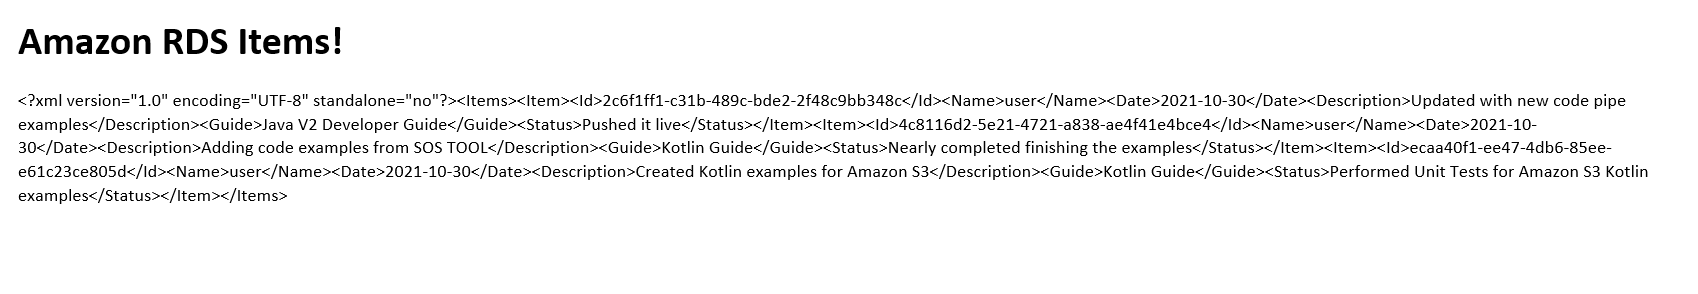 Amazon RDS Items!
<?xml version="1.0" encoding="UTF-8" standalone="no"?><Items><Item><Id>2c6f1ff1-c31b-489c-bde2-2f48c9bb348c</Id><Name>user</Name><Date>2021-10-30</Date><Description>Updated with new code pipe
examples</Description><Guide>Java V2 Developer Guide</Guide><Status>Pushed it live</Status></Item><Item><Id>4c8116d2-5e21-4721-a838-ae4f41e4bce4</Id><Name>user</Name><Date>2021-10-
30</Date><Description>Adding code examples from SOS TOOL</Description><Guide>Kotlin Guide</Guide><Status>Nearly completed finishing the examples</Status></Item><Item><Id>ecaa40f1-ee47-4db6-85ee-
e61c23ce805d</Id><Name>user</Name><Date>2021-10-30</Date><Description>Created Kotlin examples for Amazon S3</Description><Guide>Kotlin Guide</Guide><Status>Performed Unit Tests for Amazon S3 Kotlin
examples</Status></Item></Items>